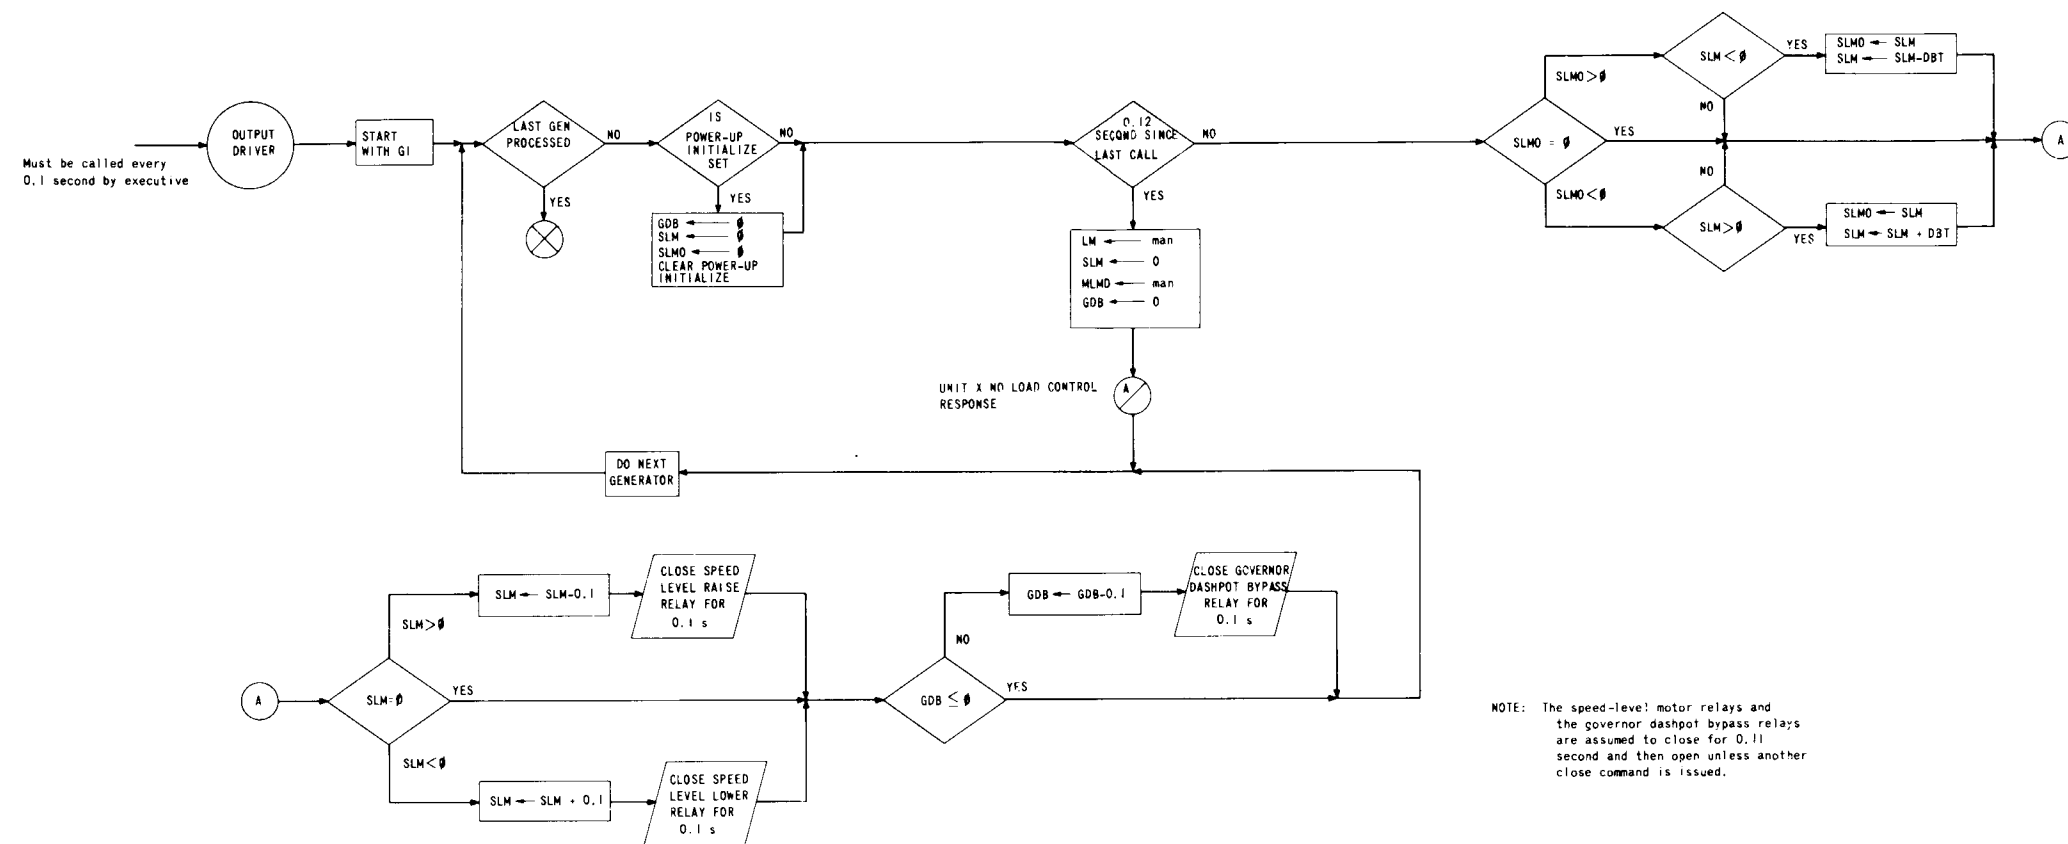 Must be called every
0.1 second by executive
OUTPUT
DRIVER
START
WITH G1
LAST GEN
PROCESSED
NO
YES
IS
POWER-UP
INITIALIZE
SET
NO
YES
GDB ← Ø
SLM ← Ø
SLMO ← Ø
CLEAR POWER-UP
INITIALIZE
0.12
SECOND SINCE
LAST CALL
NO
YES
LM ← man
SLM ← 0
MLMD ← man
GDB ← 0
UNIT X NO LOAD CONTROL
RESPONSE
A
DO NEXT
GENERATOR
SLMO = Ø
YES
SLMO > Ø
SLMO < Ø
SLM < Ø
YES
NO
SLMO ← SLM
SLM ← SLM-DBT
SLM > Ø
NO
YES
SLMO ← SLM
SLM ← SLM + DBT
A
A
SLM=Ø
YES
SLM>Ø
SLM<Ø
SLM ← SLM-0.1
CLOSE SPEED
LEVEL RAISE
RELAY FOR
0.1 s
SLM ← SLM + 0.1
CLOSE SPEED
LEVEL LOWER
RELAY FOR
0.1 s
GDB ≤ Ø
NO
YES
GDB ← GDB-0.1
CLOSE GOVERNOR
DASHPOT BYPASS
RELAY FOR
0.1 s
NOTE: The speed-level motor relays and
the governor dashpot bypass relays
are assumed to close for 0.11
second and then open unless another
close command is issued.